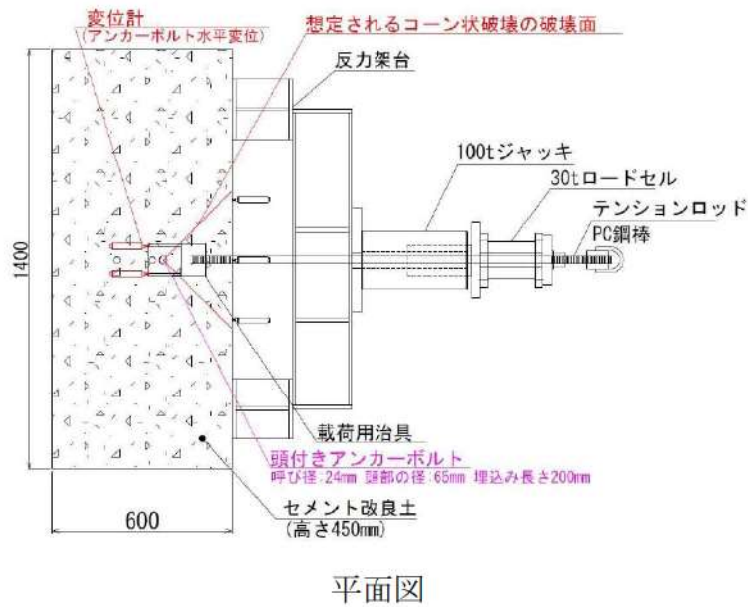 変位計
(アンカーボルト水平変位)
想定されるコーン状破壊の破壊面
反力架台
100tジャッキ
30tロードセル
テンションロッド
PC鋼棒
1400
載荷用治具
頭付きアンカーボルト
呼び径:24mm 頭部の径:65mm 埋込み長さ200mm
セメント改良土
(高さ450mm)
600
平面図